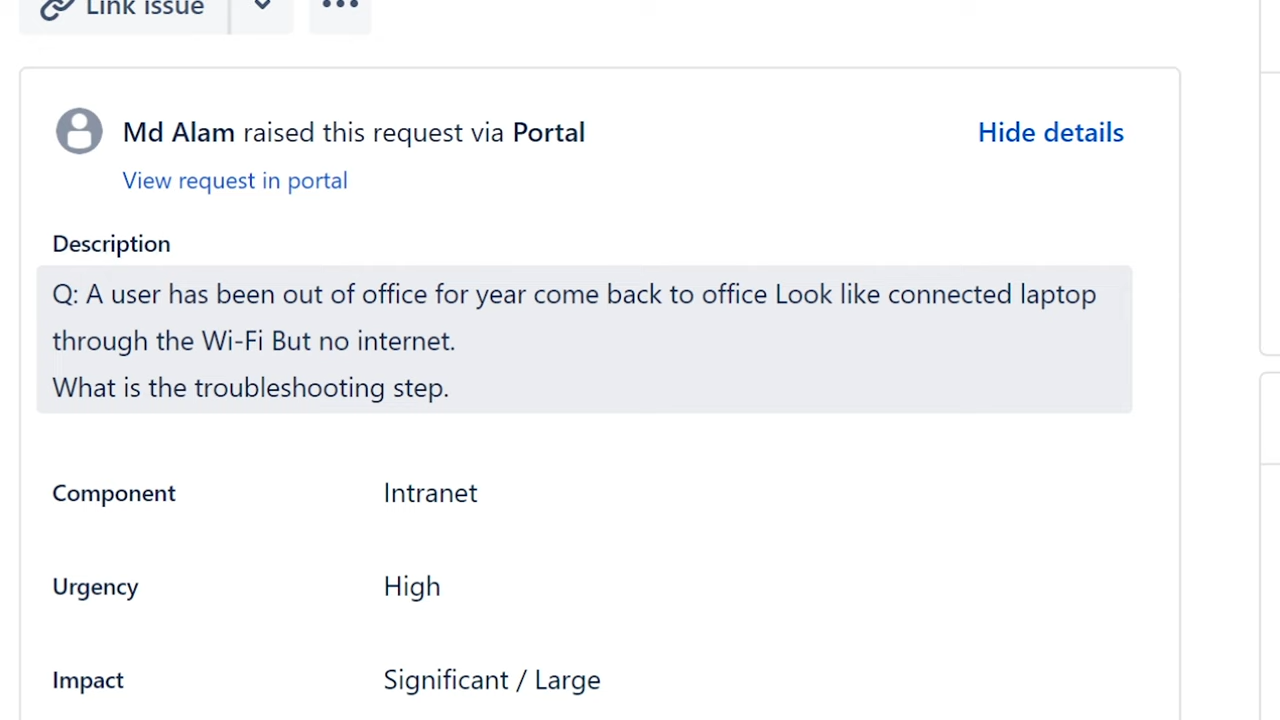 Link issue
Md Alam raised this request via Portal
Hide details
View request in portal
Description
Q: A user has been out of office for year come back to office Look like connected laptop
through the Wi-Fi But no internet.
What is the troubleshooting step.
Component Intranet
Urgency High
Impact Significant / Large